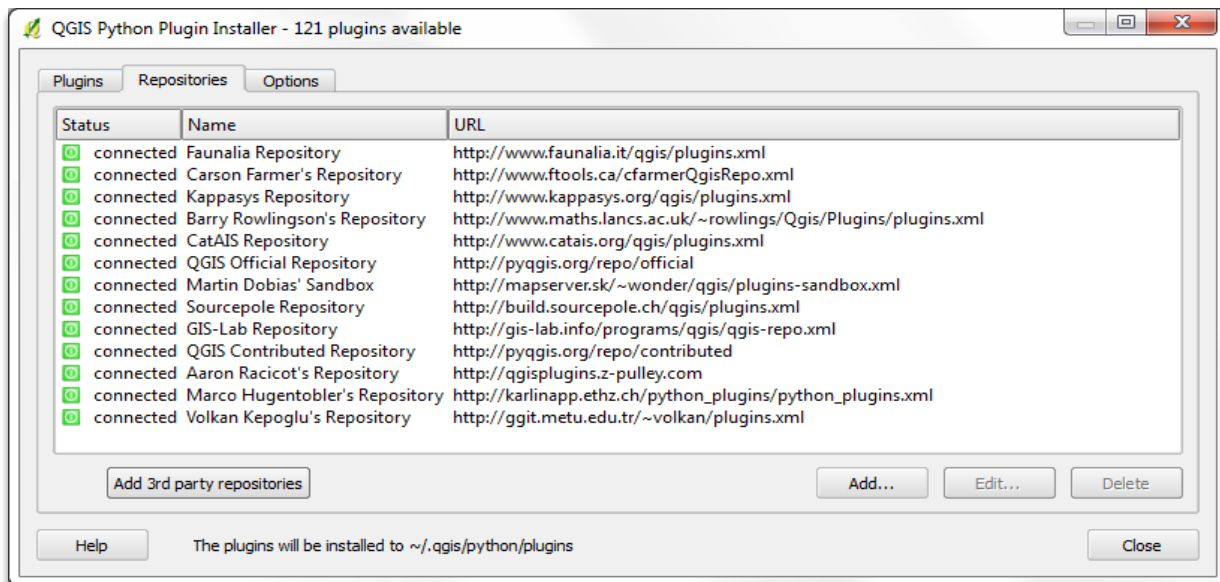 QGIS Python Plugin Installer - 121 plugins available
Plugins Repositories Options
Status Name URL
connected Faunalia Repository http://www.faunalia.it/qgis/plugins.xml
connected Carson Farmer's Repository http://www.ftools.ca/cfarmerQgisRepo.xml
connected Kappasys Repository http://www.kappasys.org/qgis/plugins.xml
connected Barry Rowlingson's Repository http://www.maths.lancs.ac.uk/~rowlings/Qgis/Plugins/plugins.xml
connected CatAIS Repository http://www.catais.org/qgis/plugins.xml
connected QGIS Official Repository http://pyqgis.org/repo/official
connected Martin Dobias' Sandbox http://mapserver.sk/~wonder/qgis/plugins-sandbox.xml
connected Sourcepole Repository http://build.sourcepole.ch/qgis/plugins.xml
connected GIS-Lab Repository http://gis-lab.info/programs/qgis/qgis-repo.xml
connected QGIS Contributed Repository http://pyqgis.org/repo/contributed
connected Aaron Racicot's Repository http://qgisplugins.z-pulley.com
connected Marco Hugentobler's Repository http://karlinapp.ethz.ch/python_plugins/python_plugins.xml
connected Volkan Kepoglu's Repository http://ggit.metu.edu.tr/~volkan/plugins.xml
Add 3rd party repositories Add... Edit... Delete
Help The plugins will be installed to ~/.qgis/python/plugins Close